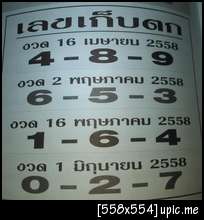 เลขเก็บตก
งวด 16 เมษายน 2558
4 - 8 - 9
งวด 2 พฤษภาคม 2558
6 - 5 - 3
งวด 16 พฤษภาคม 2558
1 - 6 - 4
งวด 1 มิถุนายน 2558
0 - 2 - 7
[558x554]upic.me